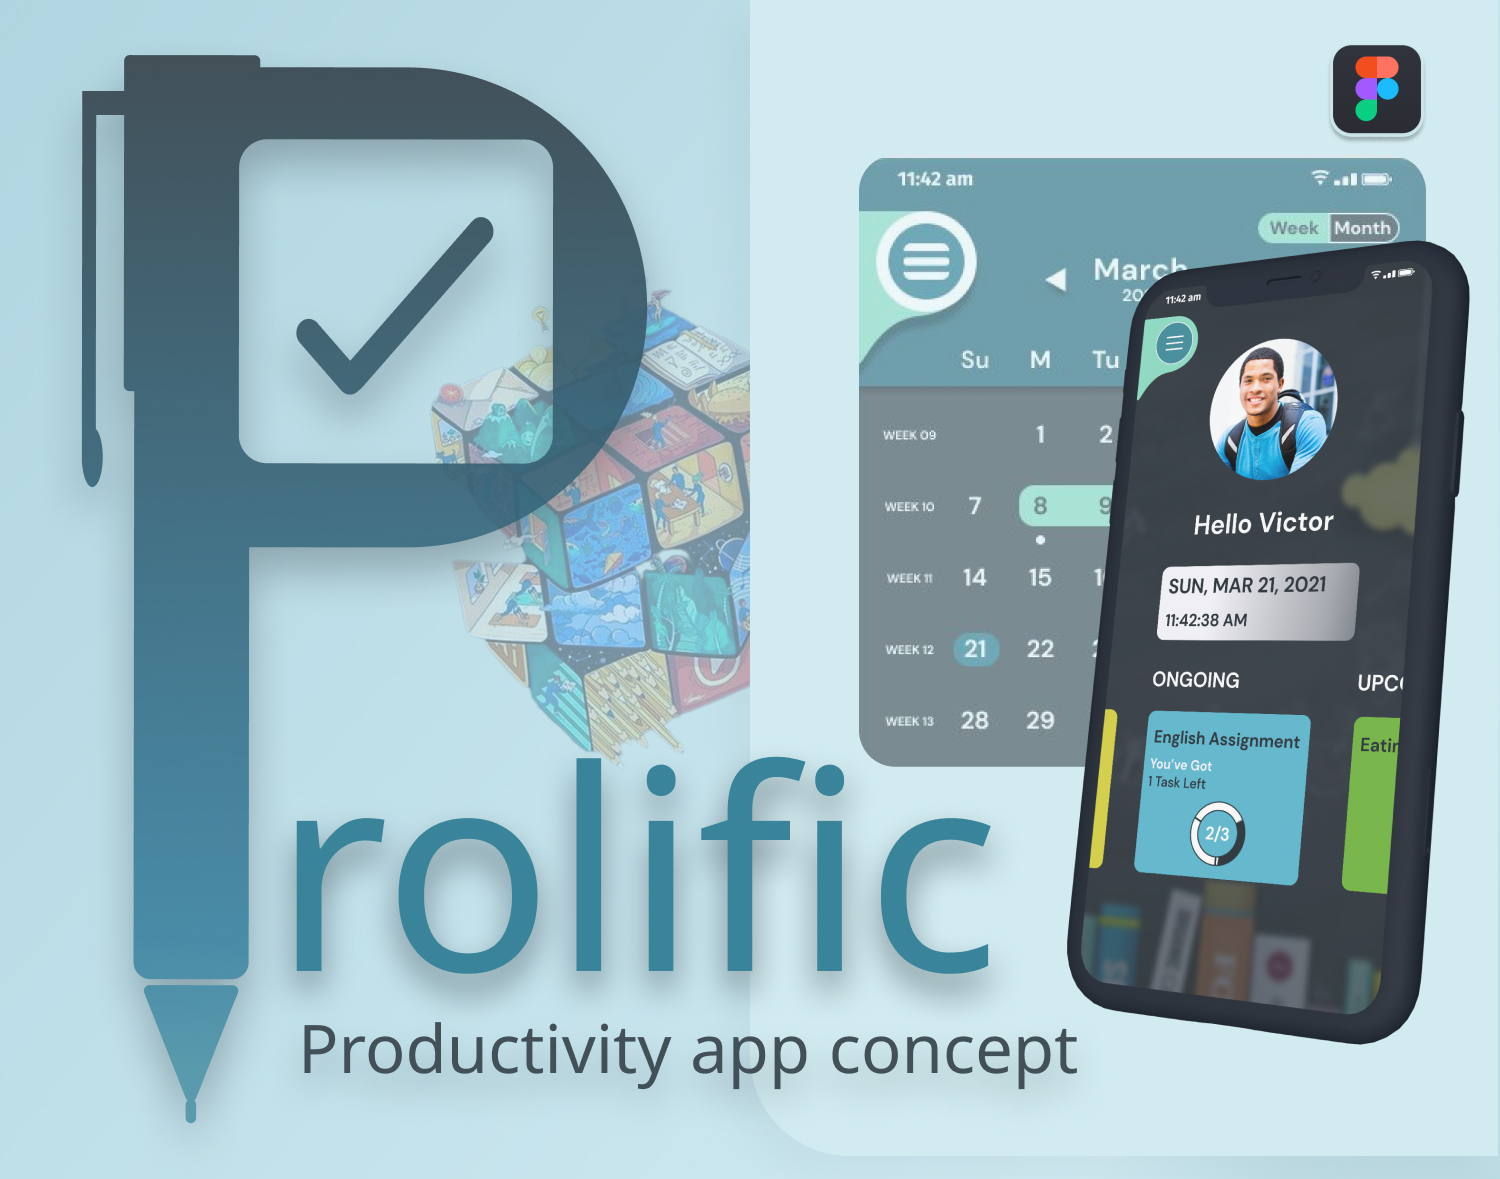 Prolific
Productivity app concept
11:42 am
Week Month
March
Su M Tu
WEEK 09 1 2
WEEK 10 7 8 9
WEEK 11 14 15
WEEK 12 21 22
WEEK 13 28 29
11:42 am
Hello Victor
SUN, MAR 21, 2021
11:42:38 AM
ONGOING
English Assignment
You've Got
1 Task Left
2/3